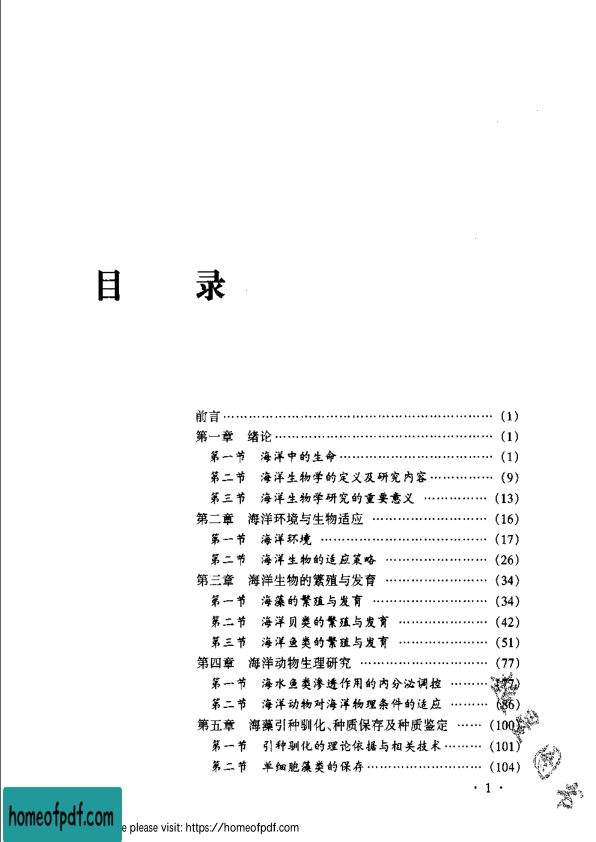 目 录
前言 (1)
第一章 绪论 (1)
第一节 海洋中的生命 (1)
第二节 海洋生物学的定义及研究内容 (9)
第三节 海洋生物学研究的重要意义 (13)
第二章 海洋环境与生物适应 (16)
第一节 海洋环境 (17)
第二节 海洋生物的适应策略 (26)
第三章 海洋生物的繁殖与发育 (34)
第一节 海藻的繁殖与发育 (34)
第二节 海洋贝类的繁殖与发育 (42)
第三节 海洋鱼类的繁殖与发育 (51)
第四章 海洋动物生理研究 (77)
第一节 海水鱼类渗透作用的内分泌调控 (77)
第二节 海洋动物对海洋物理条件的适应 (86)
第五章 海藻引种驯化、种质保存及种质鉴定 (100)
第一节 引种驯化的理论依据与相关技术 (101)
第二节 单细胞藻类的保存 (104)
· 1 ·
homeofpdf.com
e please visit: https://homeofpdf.com